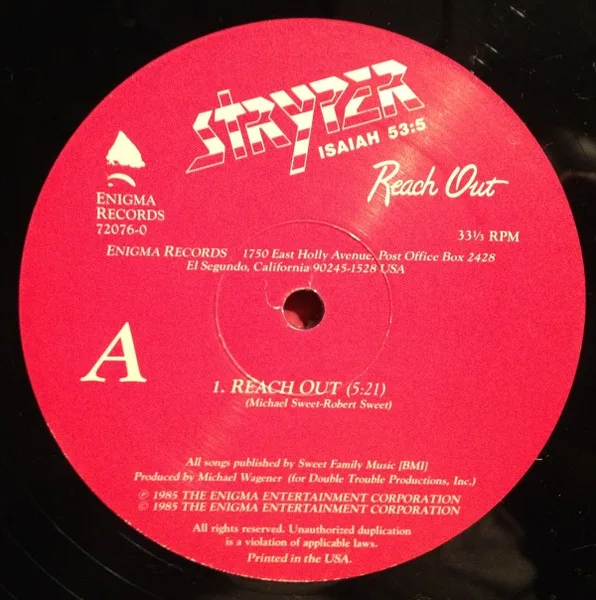 STRYPER
ISAIAH 53:5
Reach Out
ENIGMA
RECORDS
72076-0
33⅓ RPM
ENIGMA RECORDS 1750 East Holly Avenue, Post Office Box 2428
El Segundo, California 90245-1528 USA
A
1. REACH OUT (5:21)
(Michael Sweet-Robert Sweet)
All songs published by Sweet Family Music [BMI]
Produced by Michael Wagener (for Double Trouble Productions, Inc.)
℗ 1985 THE ENIGMA ENTERTAINMENT CORPORATION
© 1985 THE ENIGMA ENTERTAINMENT CORPORATION
All rights reserved. Unauthorized duplication
is a violation of applicable laws.
Printed in the USA.